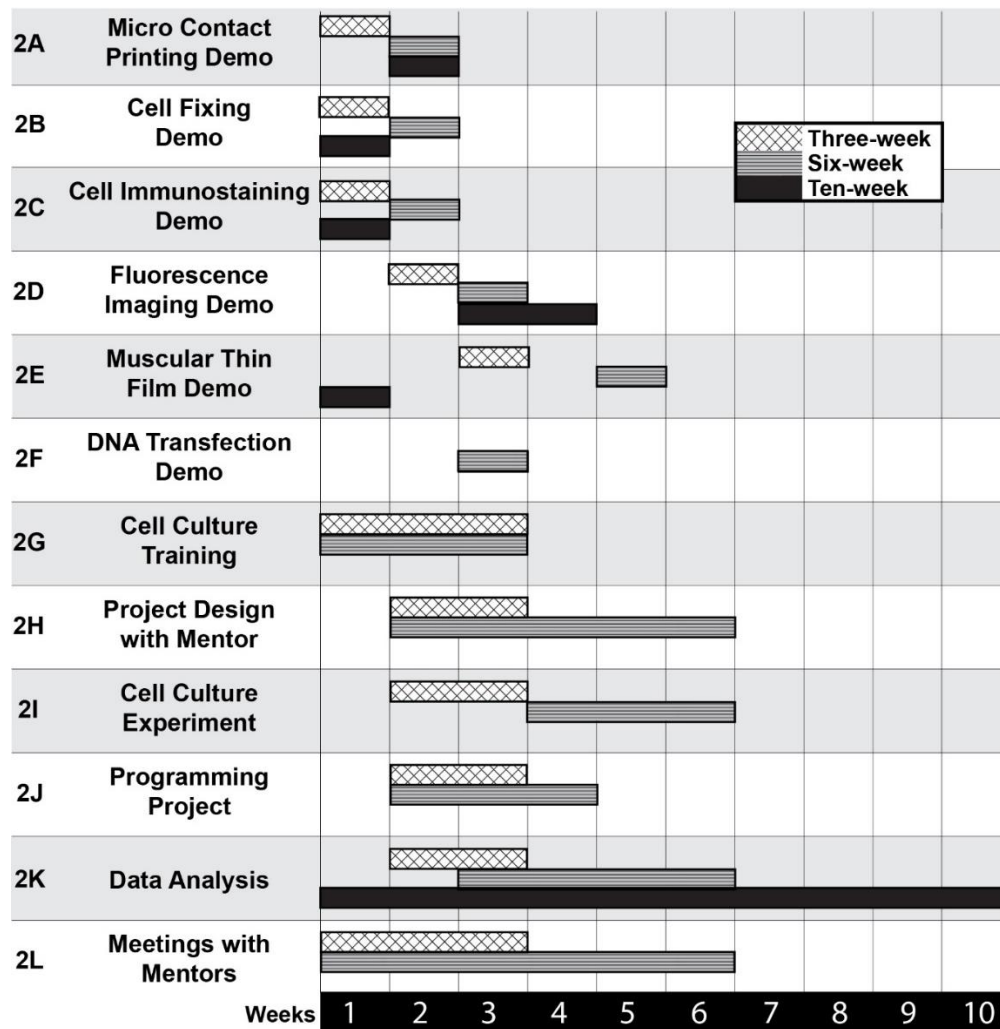 2A Micro Contact
Printing Demo
2B Cell Fixing
Demo
Three-week
Six-week
Ten-week
2C Cell Immunostaining
Demo
2D Fluorescence
Imaging Demo
2E Muscular Thin
Film Demo
2F DNA Transfection
Demo
2G Cell Culture
Training
2H Project Design
with Mentor
2I Cell Culture
Experiment
2J Programming
Project
2K Data Analysis
2L Meetings with
Mentors
Weeks 1 2 3 4 5 6 7 8 9 10